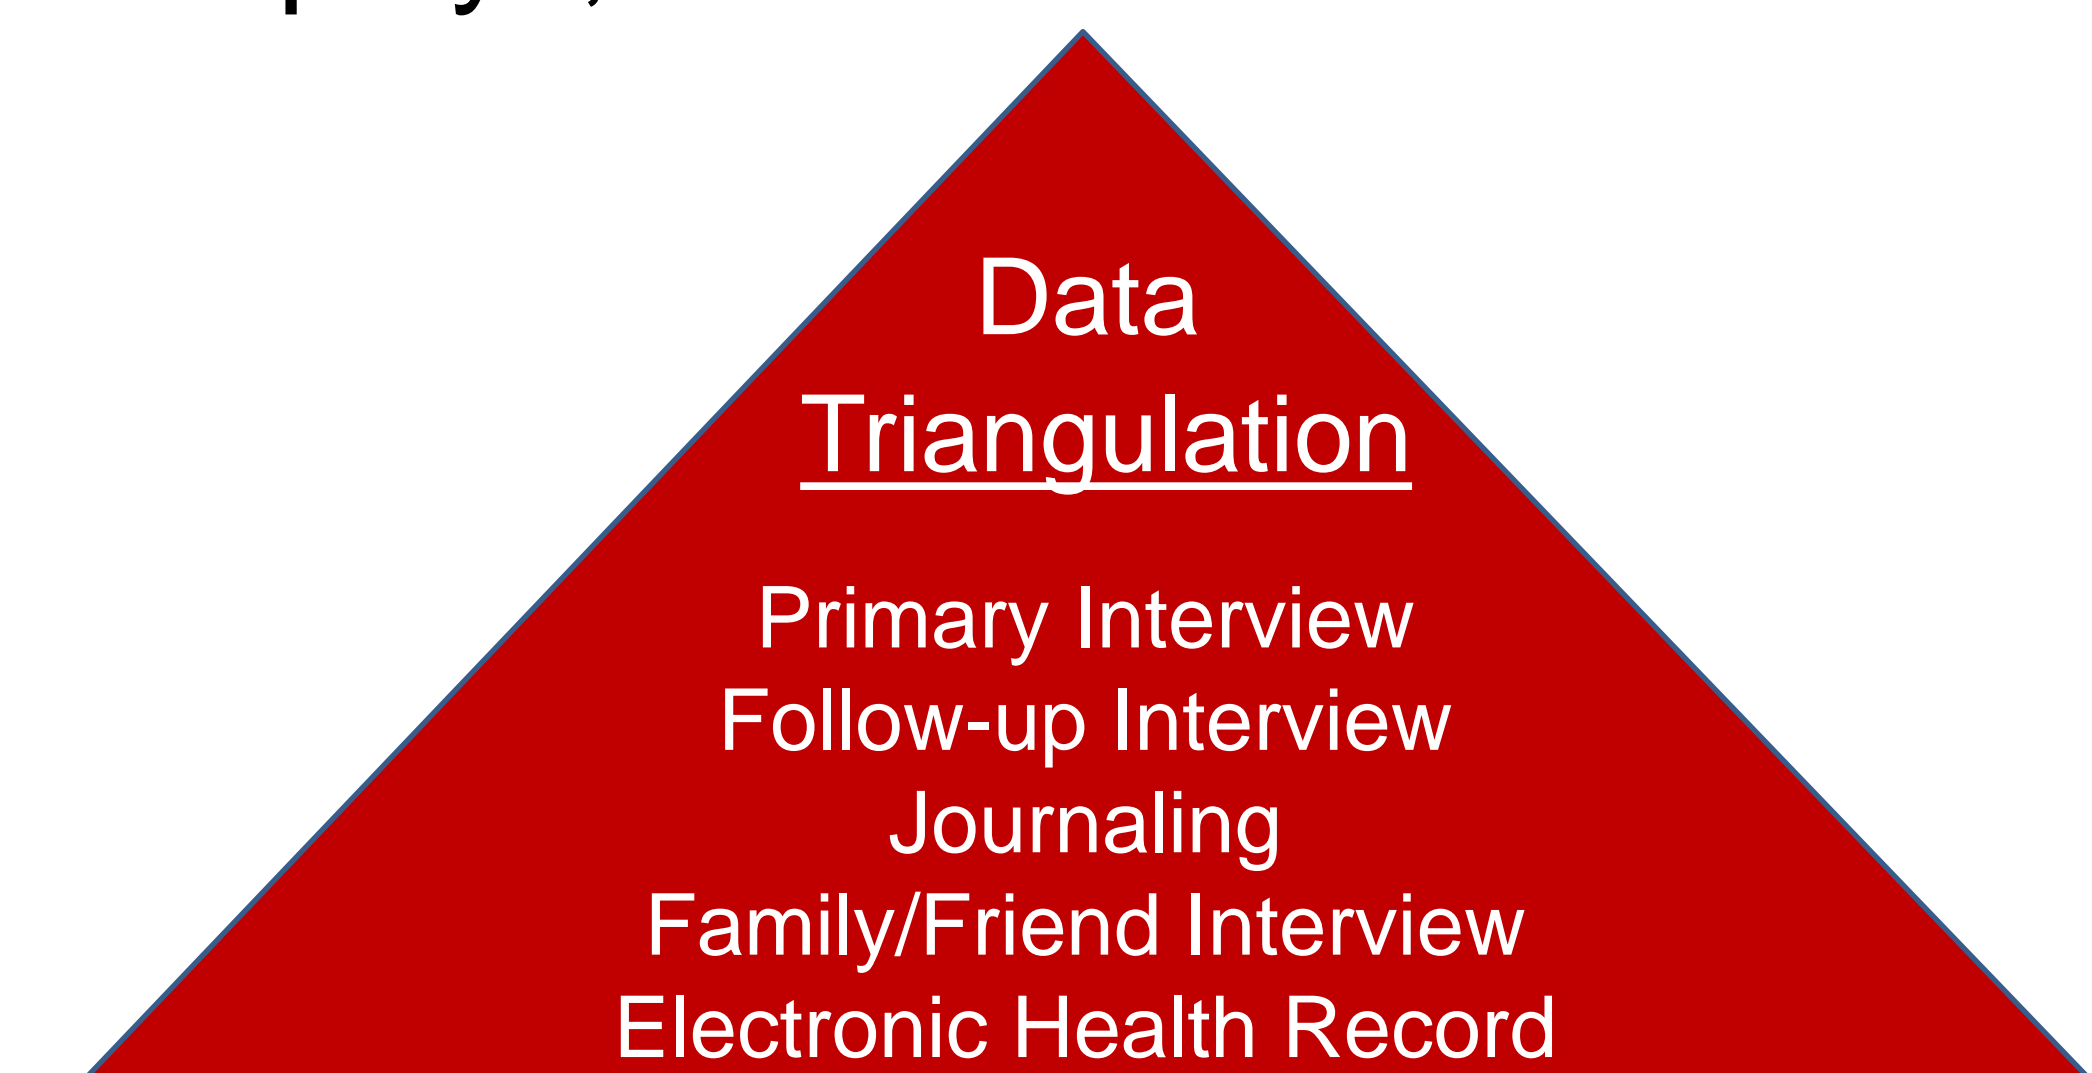 Data
Triangulation
Primary Interview
Follow-up Interview
Journaling
Family/Friend Interview
Electronic Health Record